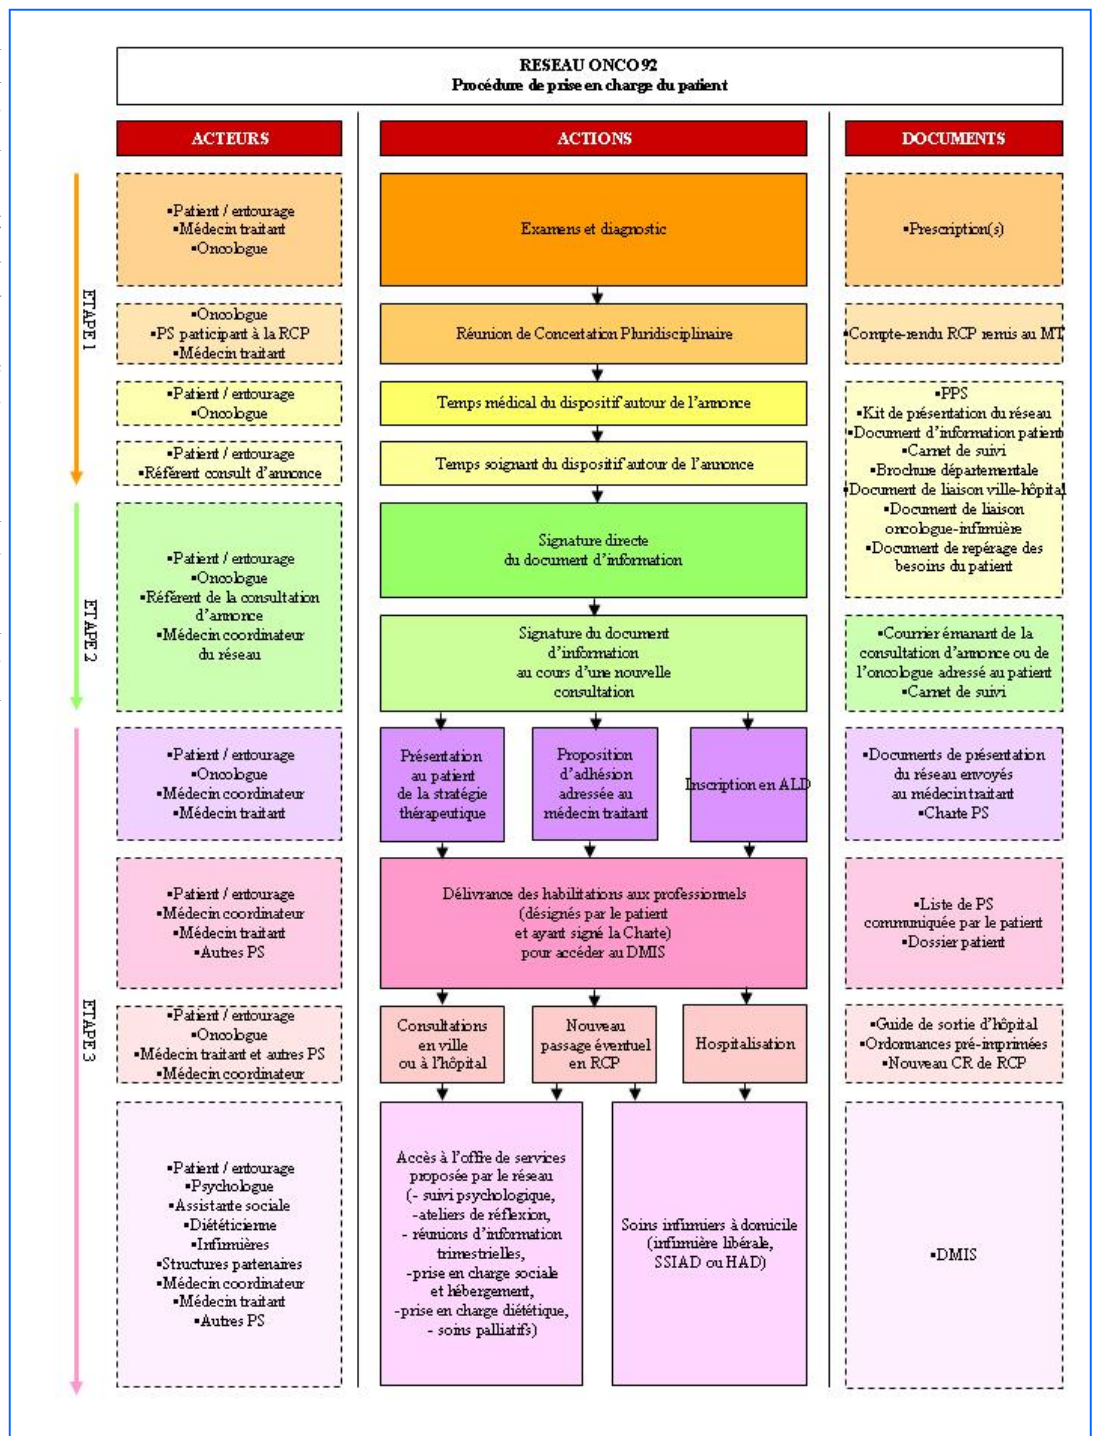 RESEAU ONCO 92
Procédure de prise en charge du patient
ACTEURS
ACTIONS
DOCUMENTS
ETAPE 1
▪Patient / entourage
▪Médecin traitant
▪Oncologue
Examens et diagnostic
▪Prescription(s)
▪Oncologue
▪PS participant à la RCP
▪Médecin traitant
Réunion de Concertation Pluridisciplinaire
▪Compte-rendu RCP remis au MT
▪Patient / entourage
▪Oncologue
Temps médical du dispositif autour de l’annonce
▪PPS
▪Kit de présentation du réseau
▪Document d’information patient
▪Carnet de suivi
▪Brochure départementale
▪Document de liaison ville-hôpital
▪Document de liaison
oncologue-infirmière
▪Document de repérage des
besoins du patient
▪Patient / entourage
▪Référent consult d’annonce
Temps soignant du dispositif autour de l’annonce
ETAPE 2
▪Patient / entourage
▪Oncologue
▪Référent de la consultation
d’annonce
▪Médecin coordinateur
du réseau
Signature directe
du document d’information
Signature du document
d’information
au cours d’une nouvelle
consultation
▪Courrier émanant de la
consultation d’annonce ou de
l’oncologue adressé au patient
▪Carnet de suivi
ETAPE 3
▪Patient / entourage
▪Oncologue
▪Médecin coordinateur
▪Médecin traitant
Présentation
au patient
de la stratégie
thérapeutique
Proposition
d’adhésion
adressée au
médecin traitant
Inscription en ALD
▪Documents de présentation
du réseau envoyés
au médecin traitant
▪Charte PS
▪Patient / entourage
▪Médecin coordinateur
▪Médecin traitant
▪Autres PS
Délivrance des habilitations aux professionnels
(désignés par le patient
et ayant signé la Charte)
pour accéder au DMIS
▪Liste de PS
communiquée par le patient
▪Dossier patient
▪Patient / entourage
▪Oncologue
▪Médecin traitant et autres PS
▪Médecin coordinateur
Consultations
en ville
ou à l’hôpital
Nouveau
passage éventuel
en RCP
Hospitalisation
▪Guide de sortie d’hôpital
▪Ordonnances pré-imprimées
▪Nouveau CR de RCP
▪Patient / entourage
▪Psychologue
▪Assistante sociale
▪Diététicienne
▪Infirmières
▪Structures partenaires
▪Médecin coordinateur
▪Médecin traitant
▪Autres PS
Accès à l’offre de services
proposée par le réseau
(- suivi psychologique,
-ateliers de réflexion,
- réunions d’information
trimestrielles,
-prise en charge sociale
et hébergement,
-prise en charge diététique,
- soins palliatifs)
Soins infirmiers à domicile
(infirmière libérale,
SSIAD ou HAD)
▪DMIS